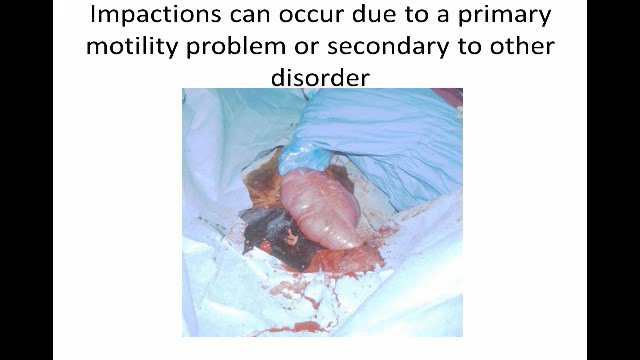 Impactions can occur due to a primary
motility problem or secondary to other
disorder